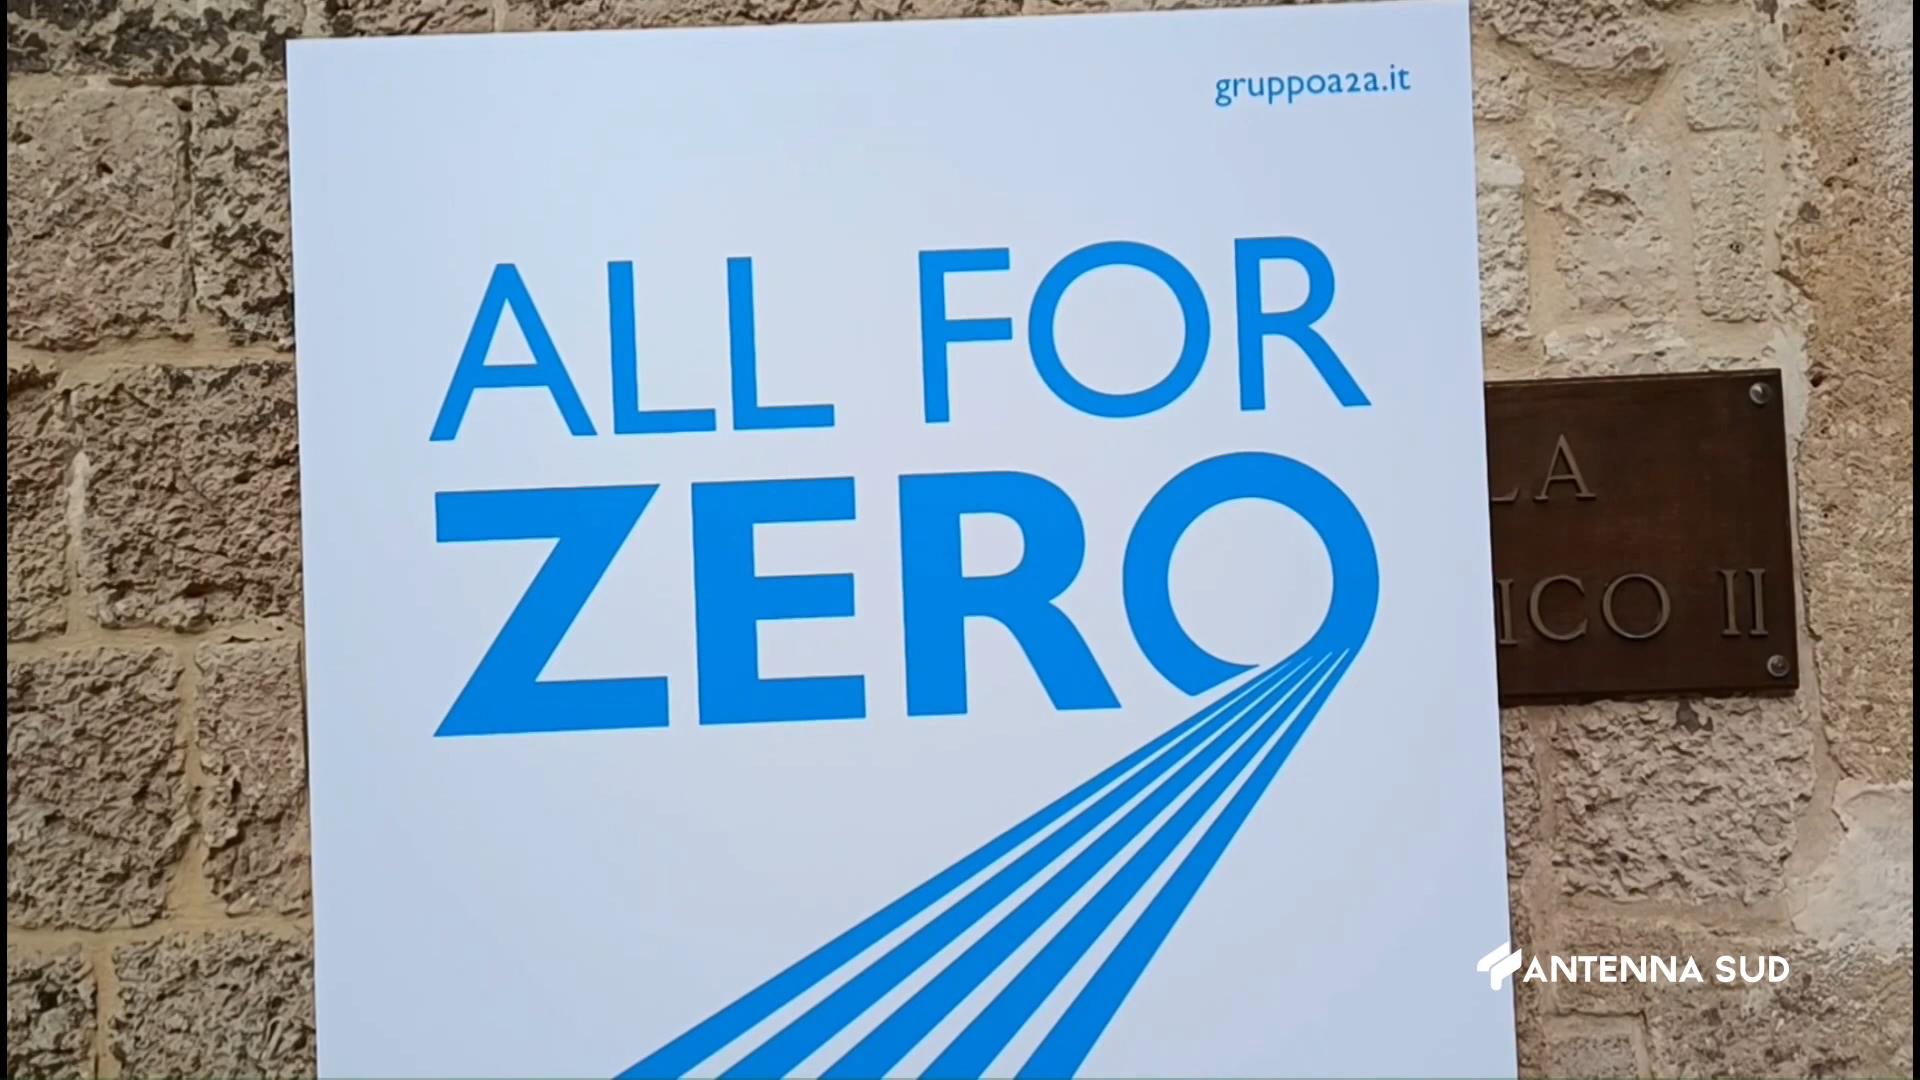 gruppoa2a.it
ALL FOR
ZERO
LA
ICO II
ANTENNA SUD